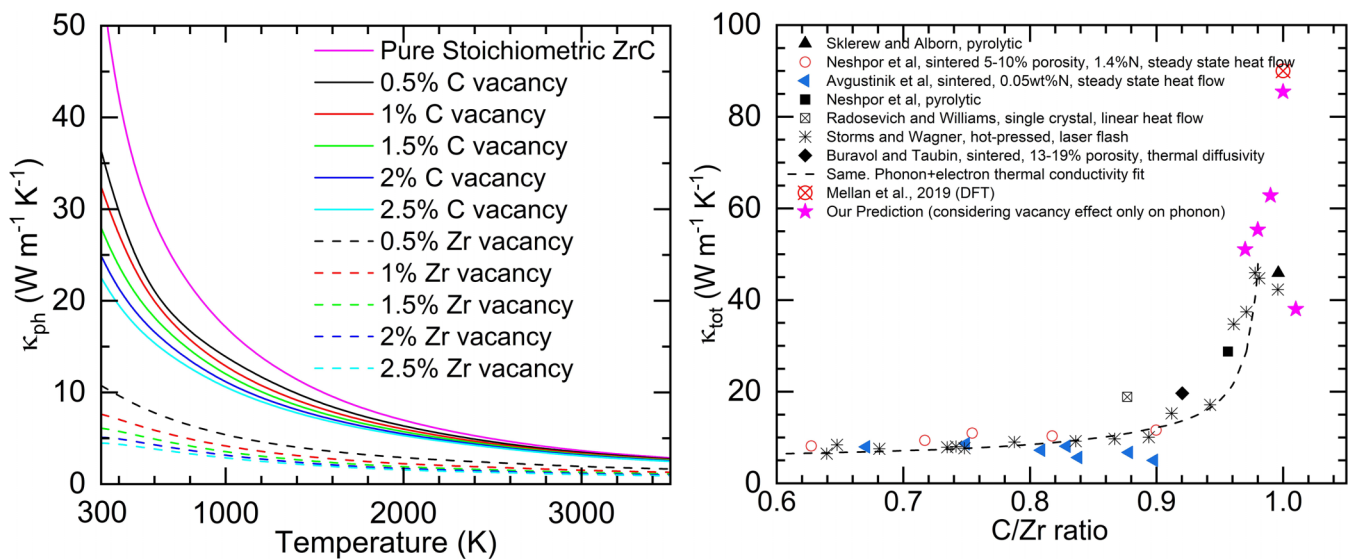 50
40
30
20
10
0
κph (W m⁻¹ K⁻¹)
Pure Stoichiometric ZrC
0.5% C vacancy
1% C vacancy
1.5% C vacancy
2% C vacancy
2.5% C vacancy
0.5% Zr vacancy
1% Zr vacancy
1.5% Zr vacancy
2% Zr vacancy
2.5% Zr vacancy
300
1000
2000
3000
Temperature (K)
100
80
60
40
20
0
κtot (W m⁻¹ K⁻¹)
Sklerew and Alborn, pyrolytic
Neshpor et al, sintered 5-10% porosity, 1.4%N, steady state heat flow
Avgustinik et al, sintered, 0.05wt%N, steady state heat flow
Neshpor et al, pyrolytic
Radosevich and Williams, single crystal, linear heat flow
Storms and Wagner, hot-pressed, laser flash
Buravol and Taubin, sintered, 13-19% porosity, thermal diffusivity
Same. Phonon+electron thermal conductivity fit
Mellan et al., 2019 (DFT)
Our Prediction (considering vacancy effect only on phonon)
0.6
0.7
0.8
0.9
1.0
C/Zr ratio